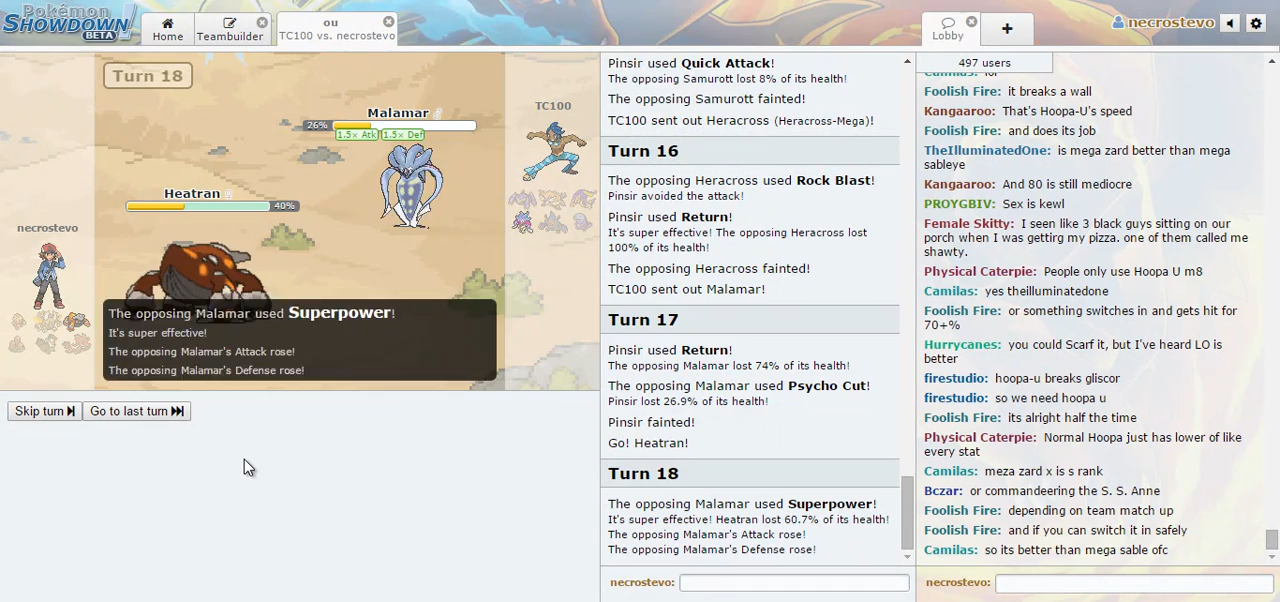 Pokémon
SHOWDOWN!
BETA
Home
Teambuilder
ou
TC100 vs. necrostevo
Lobby
+
necrostevo
Turn 18
Malamar
26%
1.5× Atk 1.5× Def
Heatran
40%
TC100
necrostevo
The opposing Malamar used Superpower!
It's super effective!
The opposing Malamar's Attack rose!
The opposing Malamar's Defense rose!
Skip turn
Go to last turn
Pinsir used Quick Attack!
The opposing Samurott lost 8% of its health!
The opposing Samurott fainted!
TC100 sent out Heracross (Heracross-Mega)!
Turn 16
The opposing Heracross used Rock Blast!
Pinsir avoided the attack!
Pinsir used Return!
It's super effective! The opposing Heracross lost
100% of its health!
The opposing Heracross fainted!
TC100 sent out Malamar!
Turn 17
Pinsir used Return!
The opposing Malamar lost 74% of its health!
The opposing Malamar used Psycho Cut!
Pinsir lost 26.9% of its health!
Pinsir fainted!
Go! Heatran!
Turn 18
The opposing Malamar used Superpower!
It's super effective! Heatran lost 60.7% of its health!
The opposing Malamar's Attack rose!
The opposing Malamar's Defense rose!
necrostevo:
497 users
Camilas: lol
Foolish Fire: it breaks a wall
Kangaaroo: That's Hoopa-U's speed
Foolish Fire: and does its job
TheIlluminatedOne: is mega zard better than mega
sableye
Kangaaroo: And 80 is still mediocre
PROYGBIV: Sex is kewl
Female Skitty: I seen like 3 black guys sitting on our
porch when I was getting my pizza. one of them called me
shawty.
Physical Caterpie: People only use Hoopa U m8
Camilas: yes theilluminatedone
Foolish Fire: or something switches in and gets hit for
70+%
Hurrycanes: you could Scarf it, but I've heard LO is
better
firestudio: hoopa-u breaks gliscor
firestudio: so we need hoopa u
Foolish Fire: its alright half the time
Physical Caterpie: Normal Hoopa just has lower of like
every stat
Camilas: meza zard x is s rank
Bczar: or commandeering the S. S. Anne
Foolish Fire: depending on team match up
Foolish Fire: and if you can switch it in safely
Camilas: so its better than mega sable ofc
necrostevo: